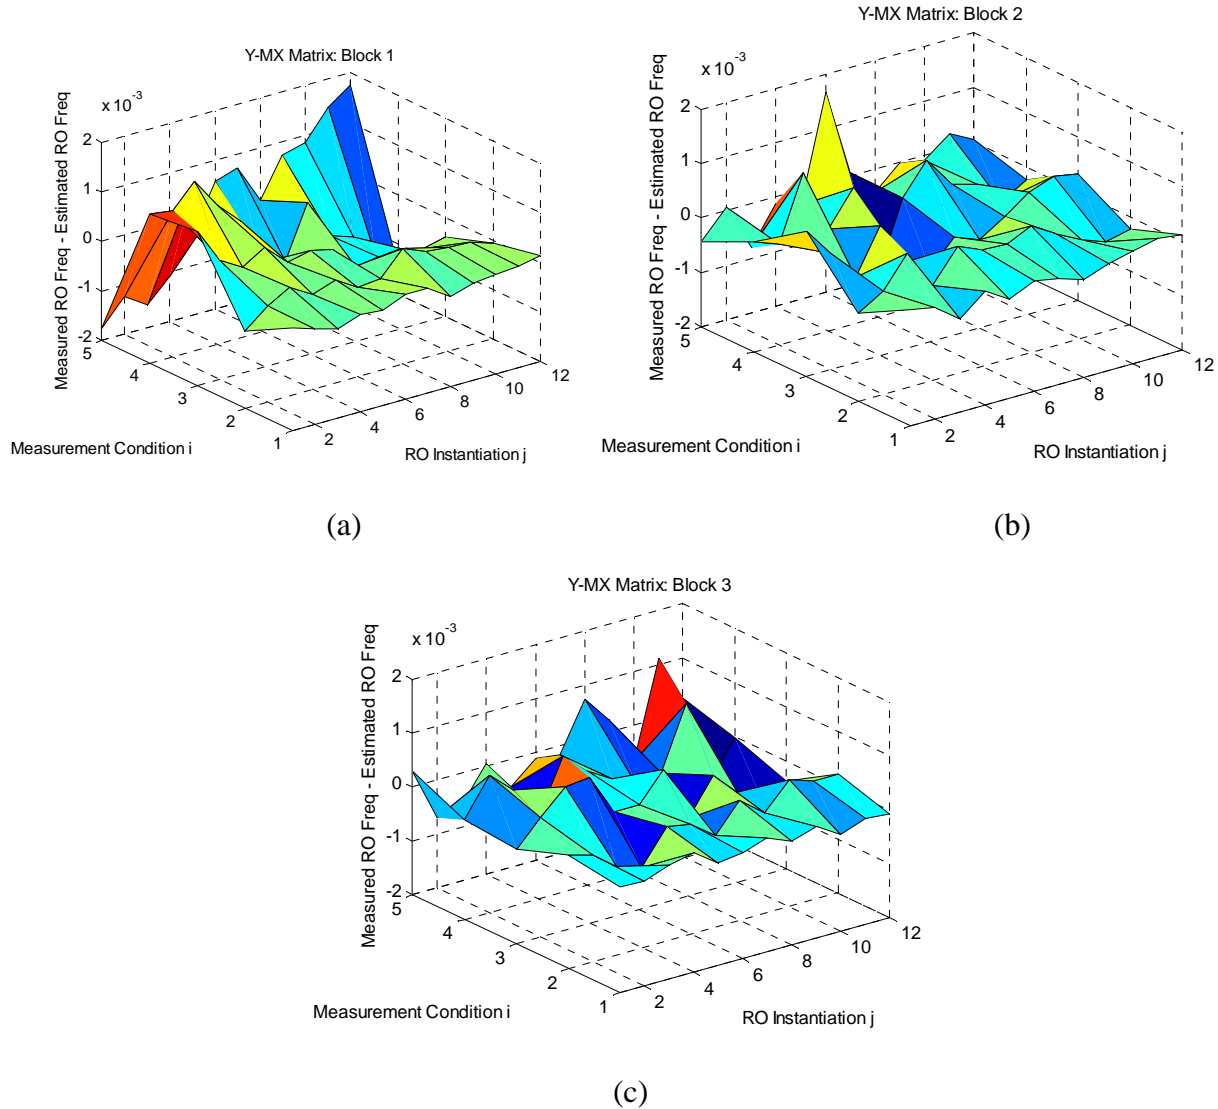 Y-MX Matrix: Block 1
x 10-3
Measured RO Freq - Estimated RO Freq
2
1
0
-1
-2
5
4
3
2
1
2
4
6
8
10
12
Measurement Condition i
RO Instantiation j
(a)
Y-MX Matrix: Block 2
x 10-3
Measured RO Freq - Estimated RO Freq
2
1
0
-1
-2
5
4
3
2
1
2
4
6
8
10
12
Measurement Condition i
RO Instantiation j
(b)
Y-MX Matrix: Block 3
x 10-3
Measured RO Freq - Estimated RO Freq
2
1
0
-1
-2
5
4
3
2
1
2
4
6
8
10
12
Measurement Condition i
RO Instantiation j
(c)